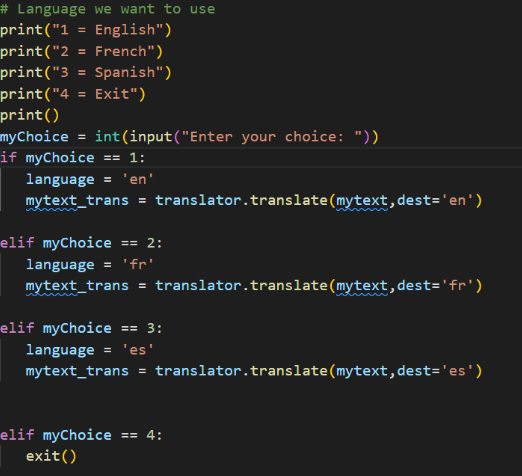 # Language we want to use
print("1 = English")
print("2 = French")
print("3 = Spanish")
print("4 = Exit")
print()
myChoice = int(input("Enter your choice: "))
if myChoice == 1:
   language = 'en'
   mytext_trans = translator.translate(mytext,dest='en')
elif myChoice == 2:
   language = 'fr'
   mytext_trans = translator.translate(mytext,dest='fr')
elif myChoice == 3:
   language = 'es'
   mytext_trans = translator.translate(mytext,dest='es')
elif myChoice == 4:
   exit()